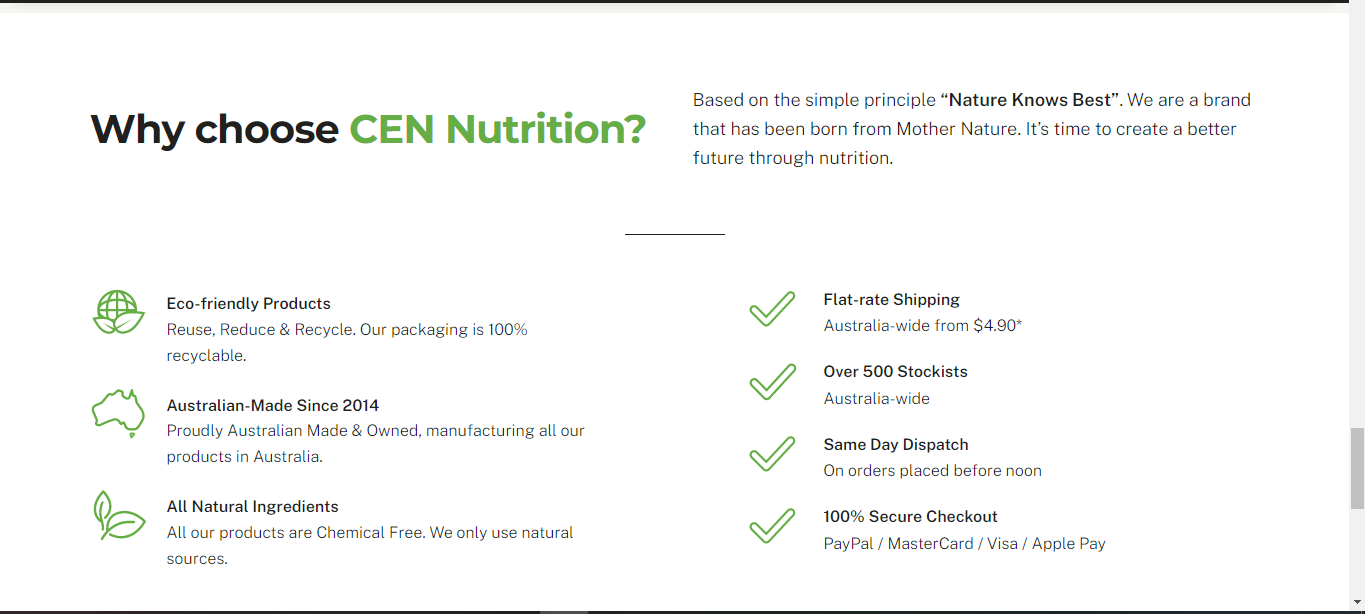 Why choose CEN Nutrition?
Based on the simple principle “Nature Knows Best”. We are a brand
that has been born from Mother Nature. It’s time to create a better
future through nutrition.
Eco-friendly Products
Reuse, Reduce & Recycle. Our packaging is 100%
recyclable.
Australian-Made Since 2014
Proudly Australian Made & Owned, manufacturing all our
products in Australia.
All Natural Ingredients
All our products are Chemical Free. We only use natural
sources.
Flat-rate Shipping
Australia-wide from $4.90*
Over 500 Stockists
Australia-wide
Same Day Dispatch
On orders placed before noon
100% Secure Checkout
PayPal / MasterCard / Visa / Apple Pay